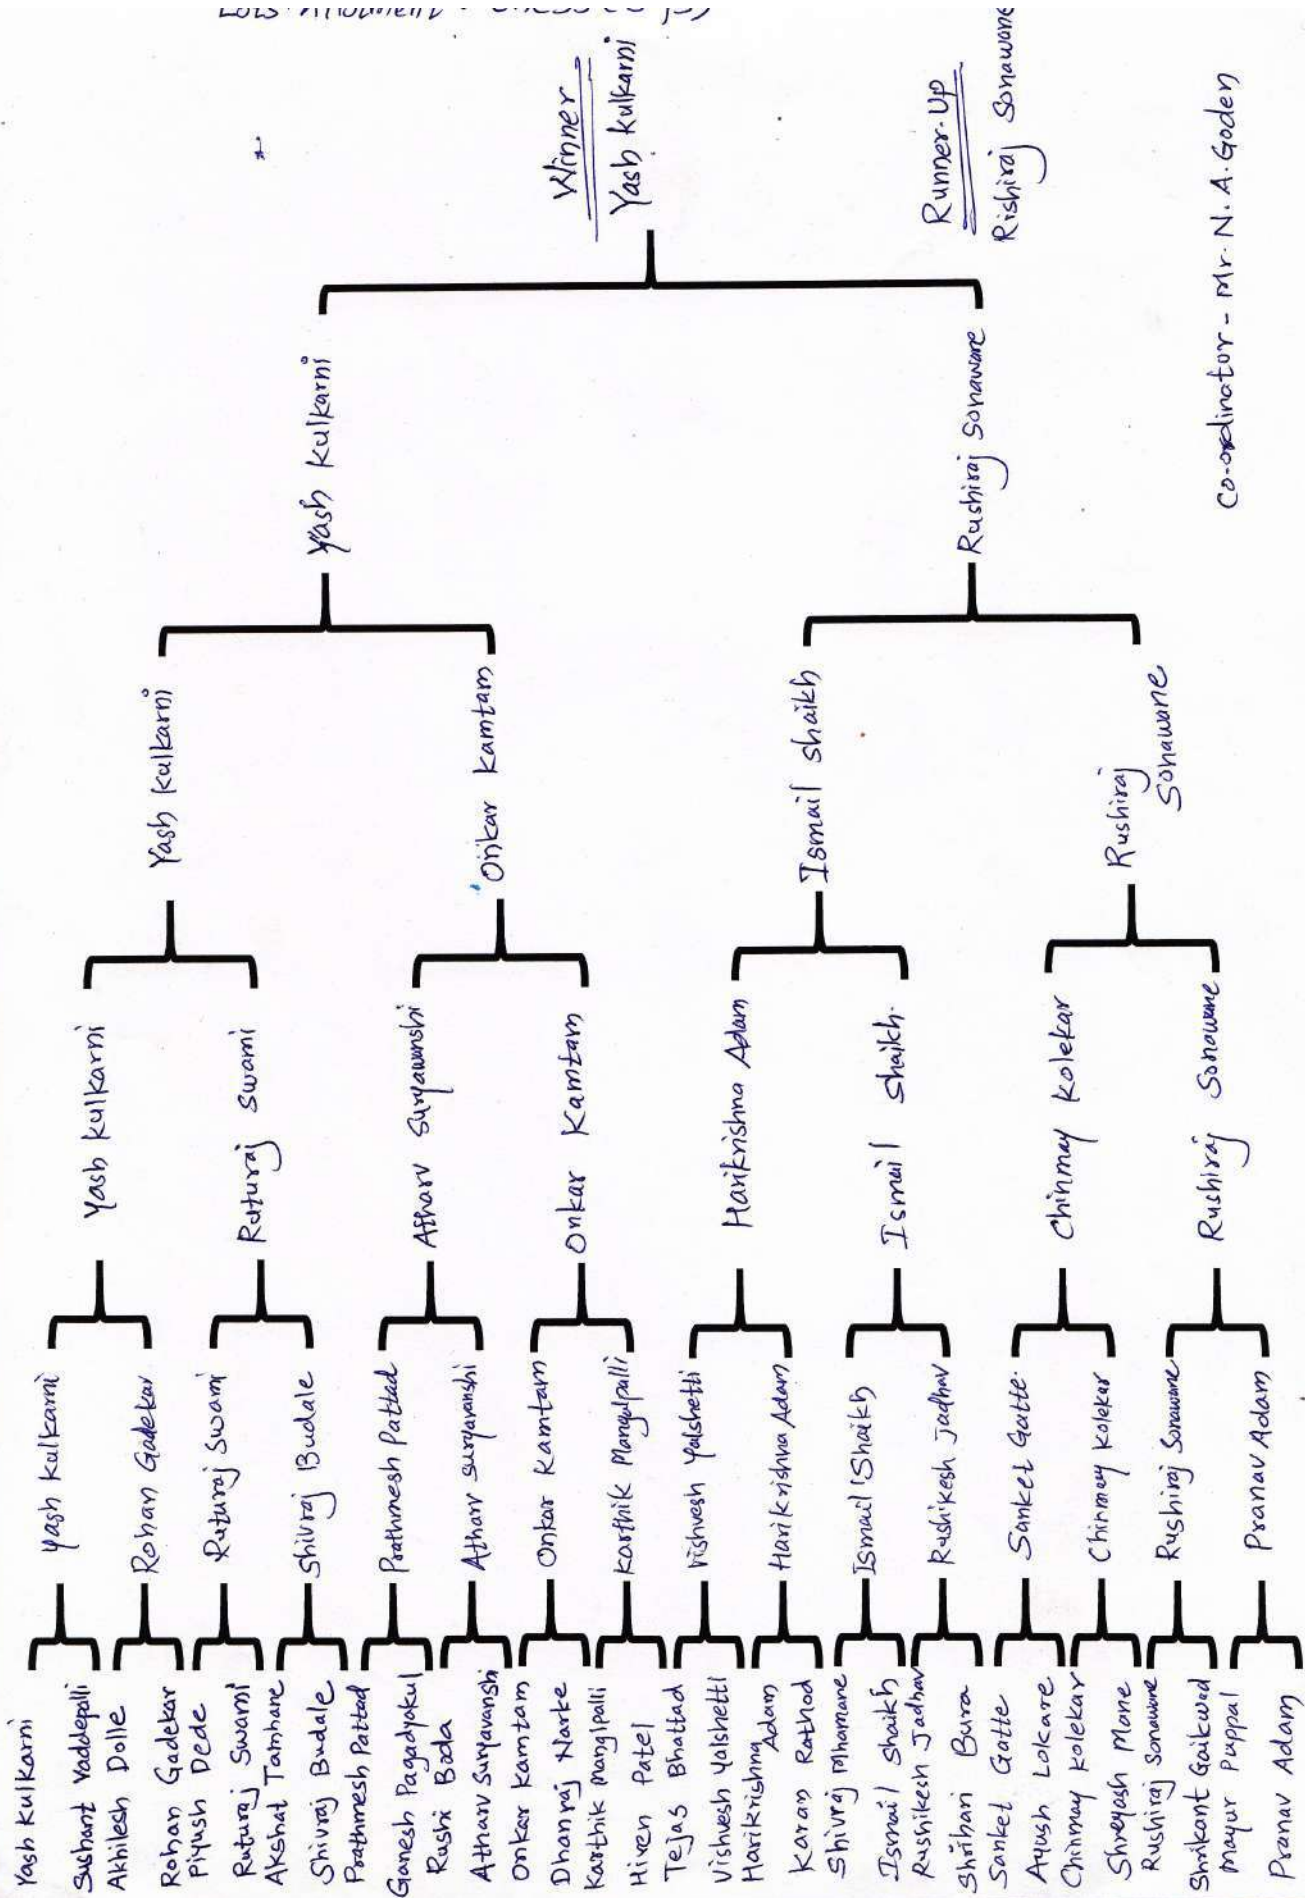 Lots Allotment : Chess (Boys)
Yash Kulkarni
Sushant Vaddepalli
Akhilesh Dolle
Rohan Gadekar
Piyush Dede
Ruturaj Swami
Akshat Tamhane
Shivraj Budale
Prathmesh Pattad
Ganesh Pagadyakul
Rushi Boda
Atharv Suryavanshi
Onkar Kamtam
Dhanraj Narke
Karthik Manglpalli
Hiren Patel
Tejas Bhattad
Vishvesh Yalshetti
Harikrishna
Adam
Karan Rathod
Shivraj Mhamane
Ismail Shaikh
Rushikesh Jadhav
Shrihari Bura
Sanket Gatte
Ayush Lokare
Chinmay Kolekar
Shreyash Mane
Rushiraj Sonawane
Shrikant Gaikwad
Mayur Puppal
Pranav Adam
Yash Kulkarni
Rohan Gadekar
Ruturaj Swami
Shivraj Budale
Prathmesh Pattad
Atharv Suryavanshi
Onkar Kamtam
Karthik Manglpalli
Vishvesh Yalshetti
Harikrishna Adam
Ismail Shaikh
Rushikesh Jadhav
Sanket Gatte.
Chinmay Kolekar
Rushiraj Sonawane
Pranav Adam
Yash Kulkarni
Ruturaj Swami
Atharv Suryawanshi
Onkar Kamtam
Harikrishna Adam
Ismail Shaikh.
Chinmay Kolekar
Rushiraj Sonawane
Yash Kulkarni
Onkar Kamtam
Ismail Shaikh
Rushiraj
Sonawane
Yash Kulkarni
Rushiraj Sonaware
Winner
Yash Kulkarni
Runner-Up
Rishiraj Sonawane
Co-ordinator - Mr. N. A. Goden